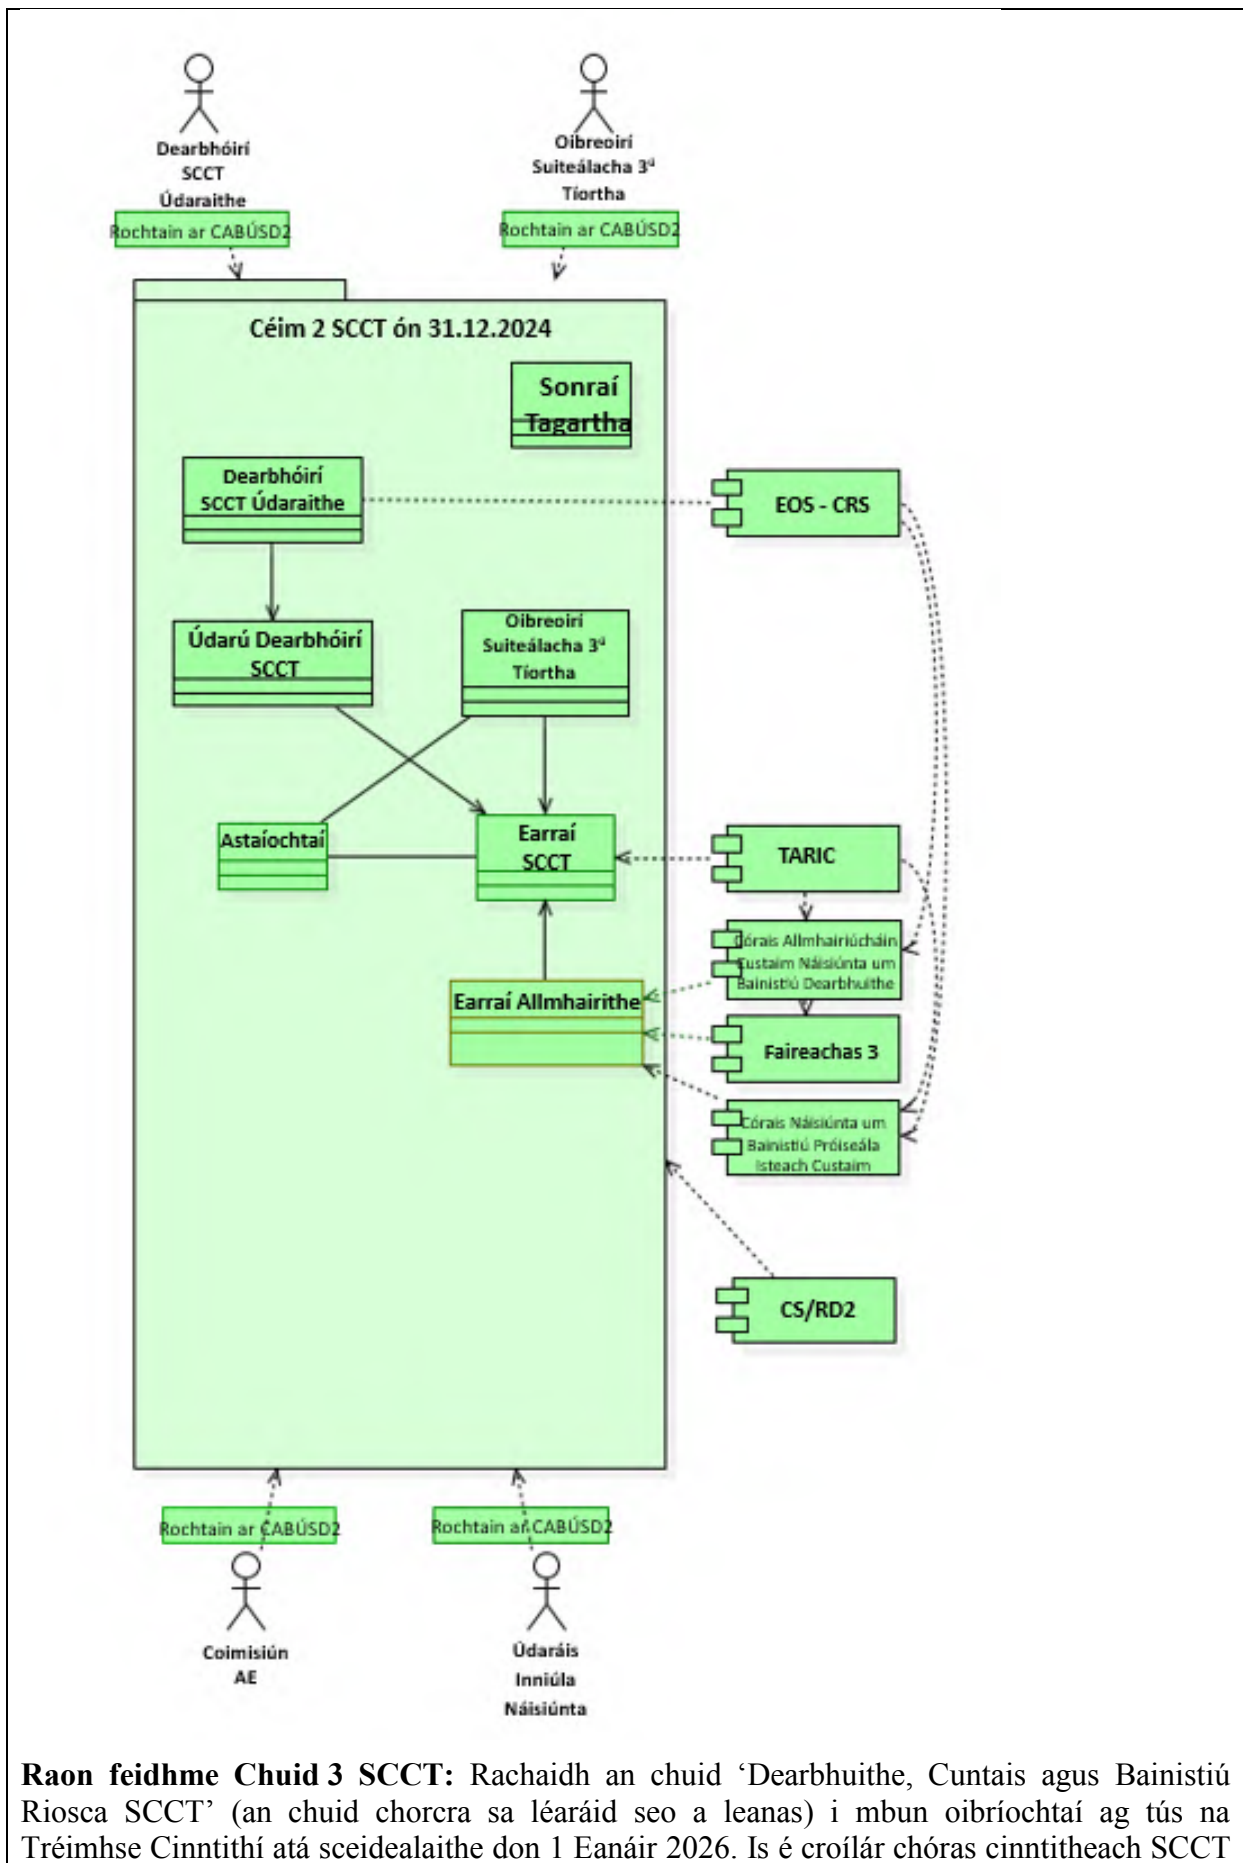 Dearbhóirí
SCCT
Údaraithe
Oibreoirí
Suiteálacha 3ú
Tíortha
Rochtain ar CABÚSD2
Rochtain ar CABÚSD2
Céim 2 SCCT ón 31.12.2024
Sonraí
Tagartha
Dearbhóirí
SCCT Údaraithe
EOS - CRS
Údarú Dearbhóirí
SCCT
Oibreoirí
Suiteálacha 3ú
Tíortha
Astaíochtaí
Earraí
SCCT
TARIC
Córais Allmhairiúcháin
Custaim Náisiúnta um
Bainistiú Dearbhuithe
Earraí Allmhairithe
Faireachas 3
Córais Náisiúnta um
Bainistiú Próiseála
Isteach Custaim
CS/RD2
Rochtain ar CABÚSD2
Rochtain ar CABÚSD2
Coimisiún
AE
Údaráis
Inniúla
Náisiúnta
Raon feidhme Chuid 3 SCCT: Rachaidh an chuid ‘Dearbhuithe, Cuntais agus Bainistiú
Riosca SCCT’ (an chuid chorcra sa léaráid seo a leanas) i mbun oibríochtaí ag tús na
Tréimhse Cinntithí atá sceidealaithe don 1 Eanáir 2026. Is é croílár chóras cinntitheach SCCT